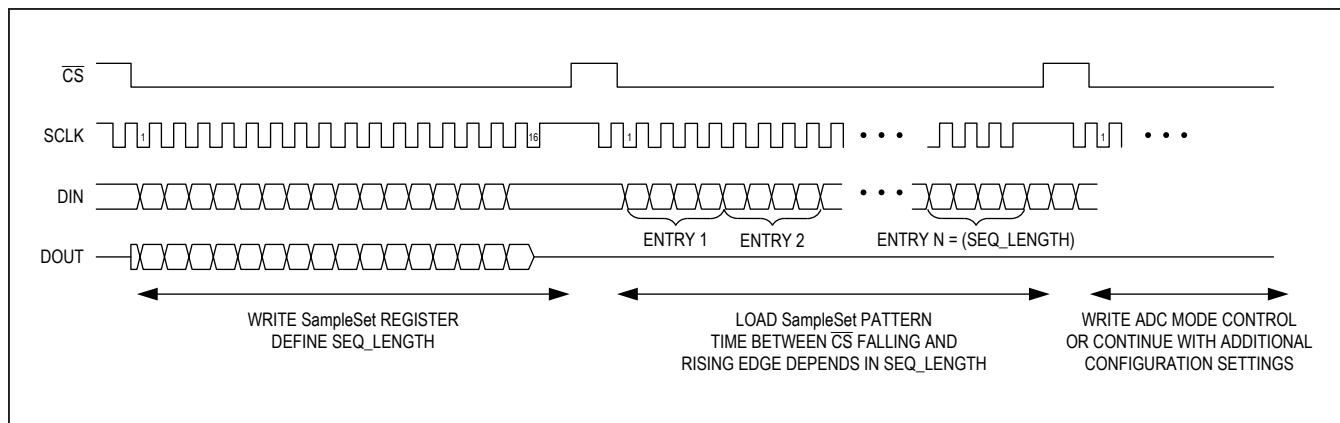 CS
SCLK
1
16
1
• • •
1
• • •
DIN
• • •
ENTRY 1
ENTRY 2
ENTRY N = (SEQ_LENGTH)
DOUT
WRITE SampleSet REGISTER
DEFINE SEQ_LENGTH
LOAD SampleSet PATTERN
TIME BETWEEN CS FALLING AND
RISING EDGE DEPENDS IN SEQ_LENGTH
WRITE ADC MODE CONTROL
OR CONTINUE WITH ADDITIONAL
CONFIGURATION SETTINGS